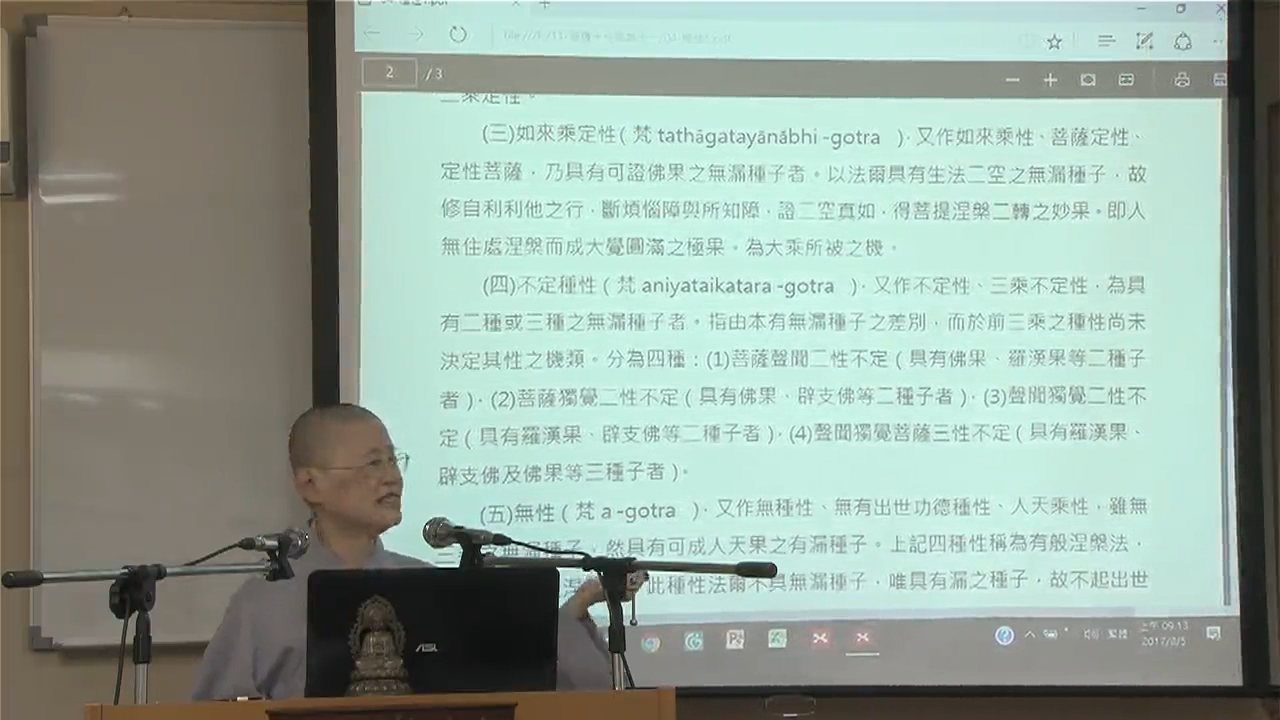 2 / 3
二乘定性。
(三)如來乘定性(梵 tathāgatayānābhi -gotra )，又作如來乘性、菩薩定性、
定性菩薩，乃具有可證佛果之無漏種子者。以法爾具有生法二空之無漏種子，故
修自利利他之行，斷煩惱障與所知障，證二空真如，得菩提涅槃二轉之妙果。即入
無住處涅槃而成大覺圓滿之極果。為大乘所被之機。
(四)不定種性(梵 aniyataikatara -gotra )，又作不定性、三乘不定性，為具
有二種或三種之無漏種子者。指由本有無漏種子之差別，而於前三乘之種性尚未
決定其性之機類。分為四種：(1)菩薩聲聞二性不定(具有佛果、羅漢果等二種子
者)，(2)菩薩獨覺二性不定(具有佛果、辟支佛等二種子者)，(3)聲聞獨覺二性不
定(具有羅漢果、辟支佛等二種子者)，(4)聲聞獨覺菩薩三性不定(具有羅漢果、
辟支佛及佛果等三種子者)。
(五)無性(梵 a -gotra )，又作無種性、無有出世功德種性、人天乘性，雖無
無漏種子，然具有可成人天果之有漏種子。上記四種性稱為有般涅槃法，
此種性法爾不具無漏種子，唯具有漏之種子，故不起出世
上午 09:13
2017/8/5
ASUS